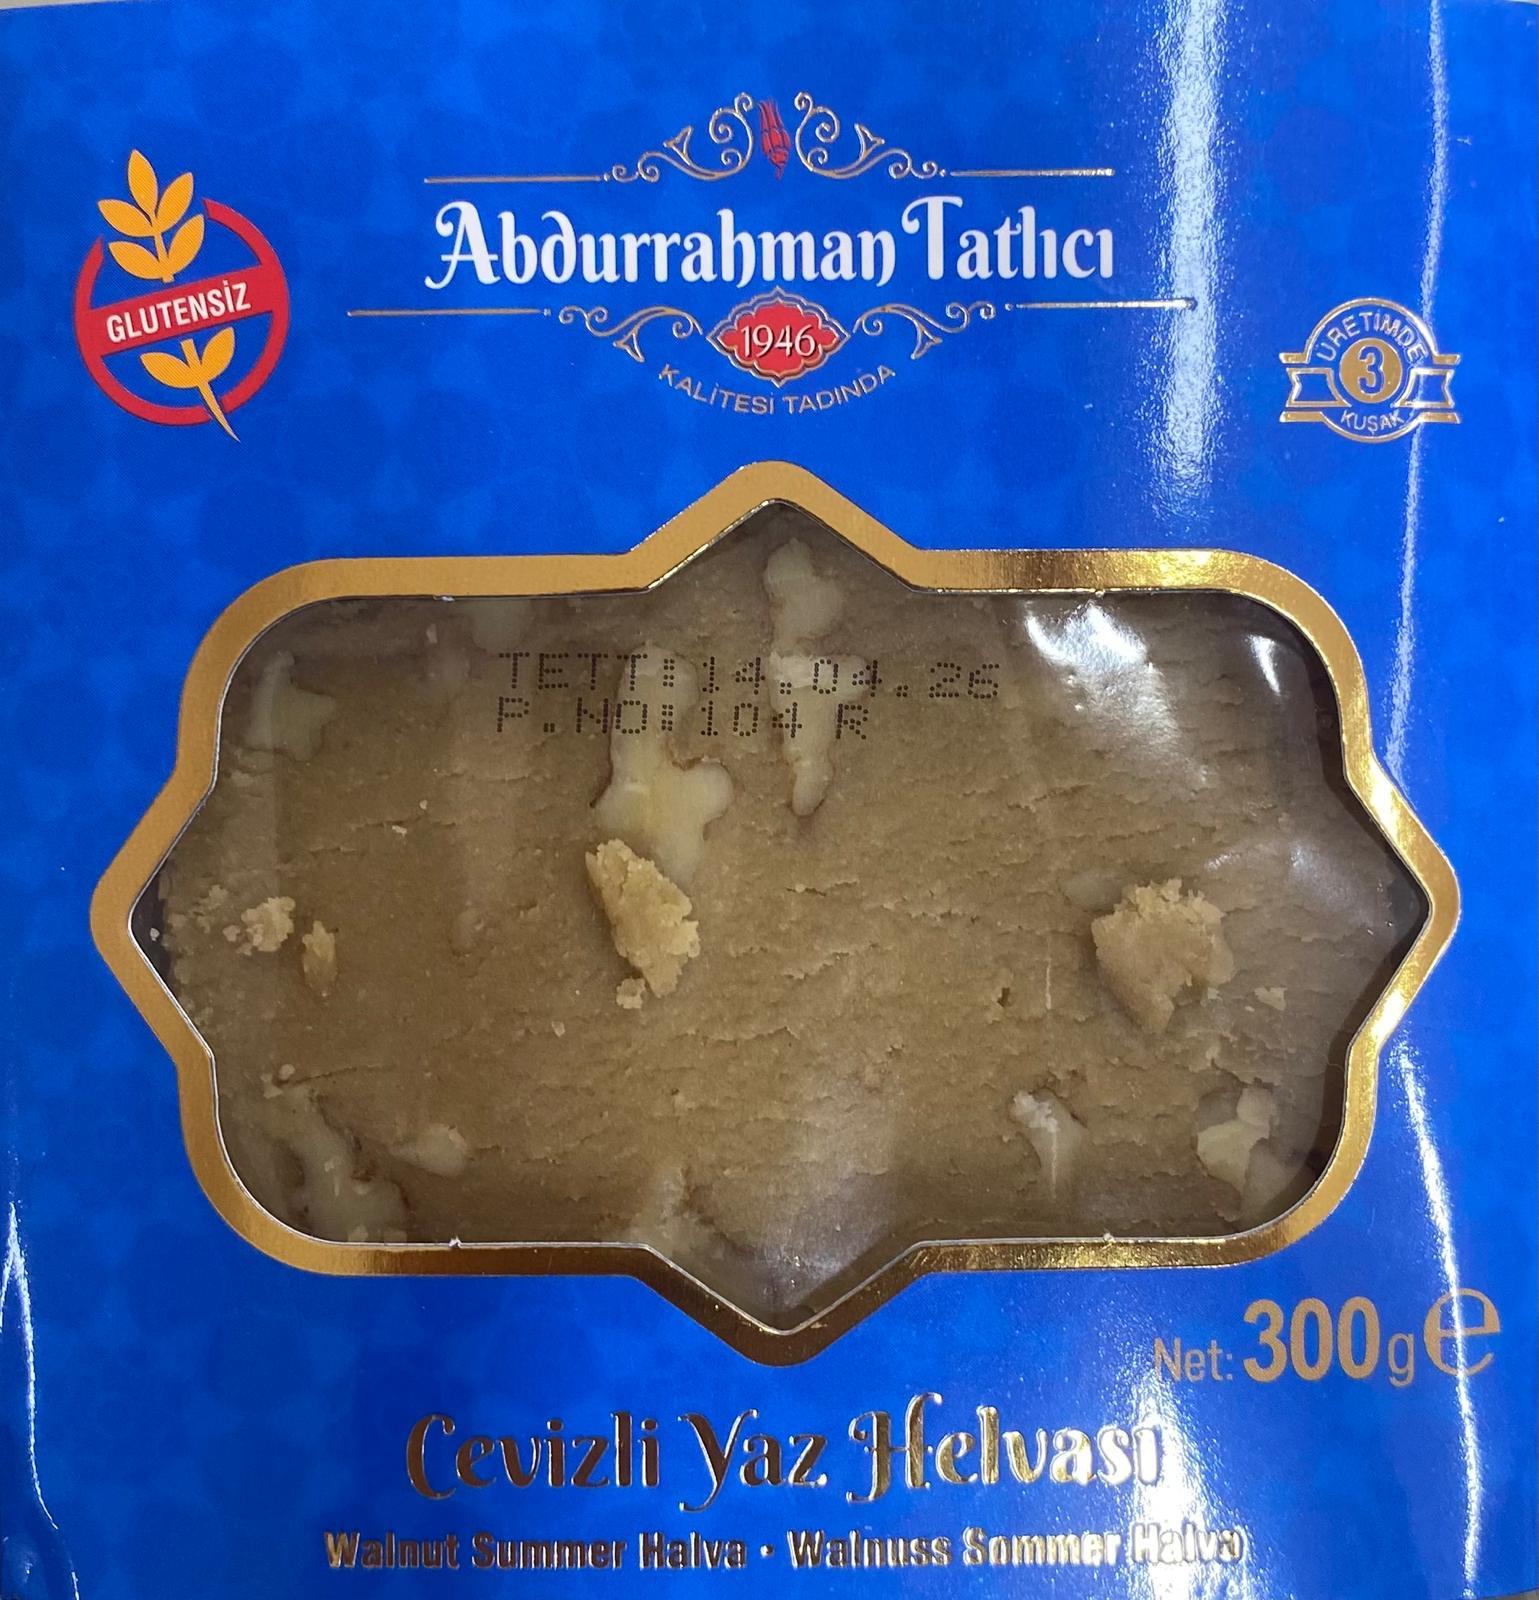 Abdurrahman Tatlıcı
GLUTENSİZ
1946
KALİTESİ TADINDA
ÜRETİMDE
3
KUŞAK
TETT:14.04.26
P.NO:104 R
Net: 300g e
Cevizli Yaz Helvası
Walnut Summer Halva • Walnuss Sommer Halva